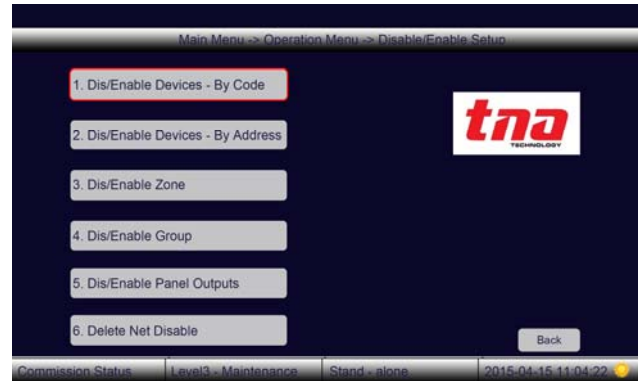 Main Menu -> Operation Menu -> Disable/Enable Setup
1. Dis/Enable Devices - By Code
2. Dis/Enable Devices - By Address
3. Dis/Enable Zone
4. Dis/Enable Group
5. Dis/Enable Panel Outputs
6. Delete Net Disable
tna
TECHNOLOGY
Back
Commission Status Level3 - Maintenance Stand - alone 2015-04-15 11:04:22